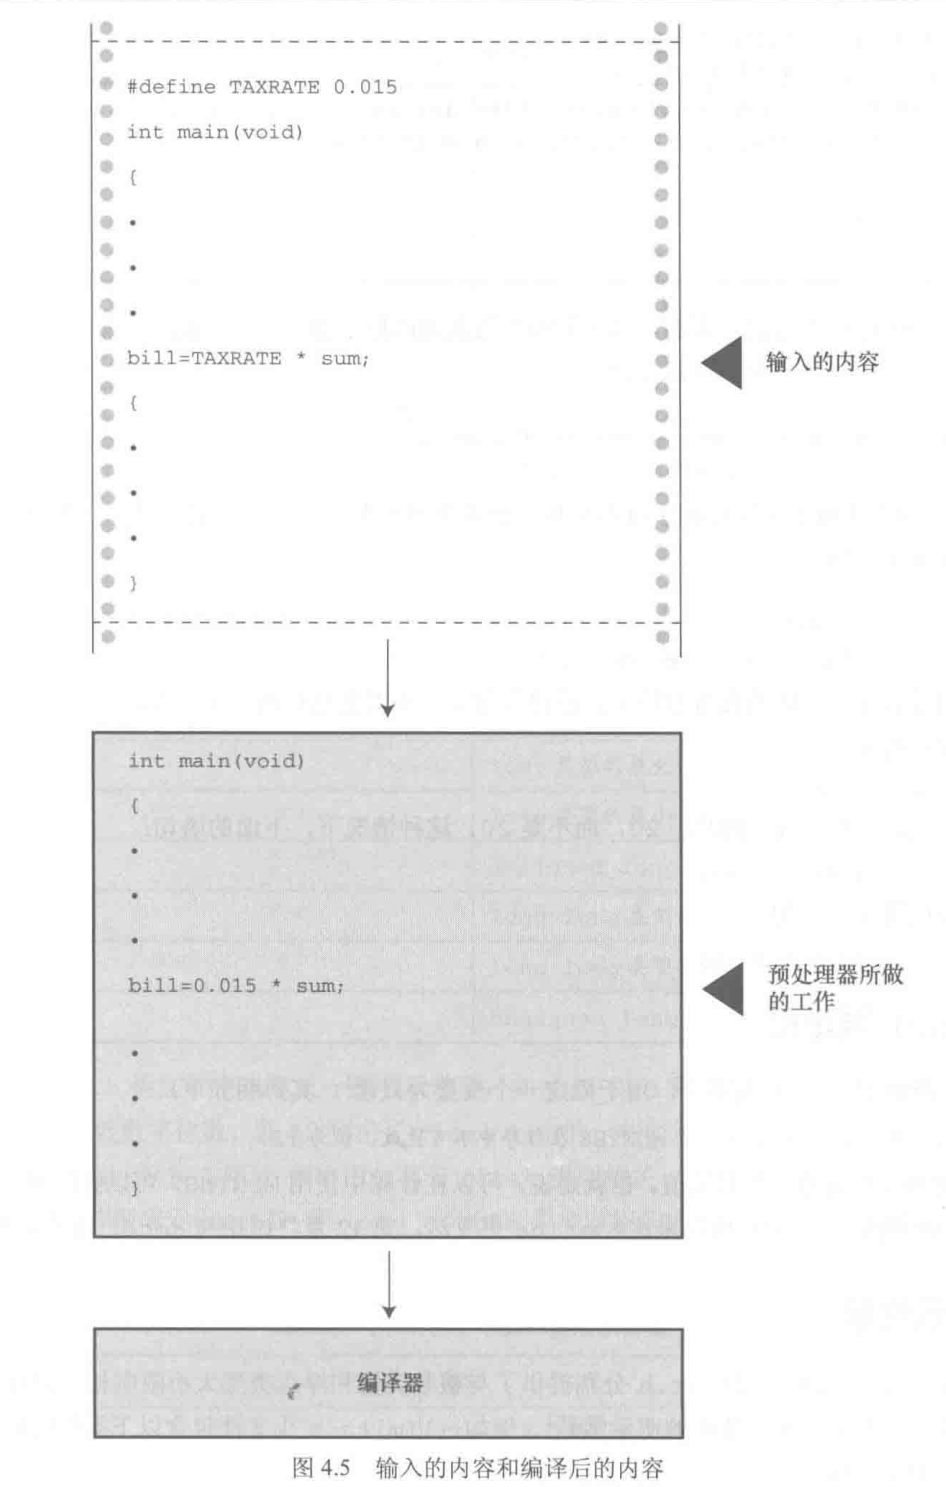 #define TAXRATE 0.015
int main(void)
{
•
•
•
bill=TAXRATE * sum;
{
•
•
•
}
输入的内容
int main(void)
{
•
•
•
bill=0.015 * sum;
•
•
•
}
预处理器所做
的工作
编译器
图 4.5 输入的内容和编译后的内容